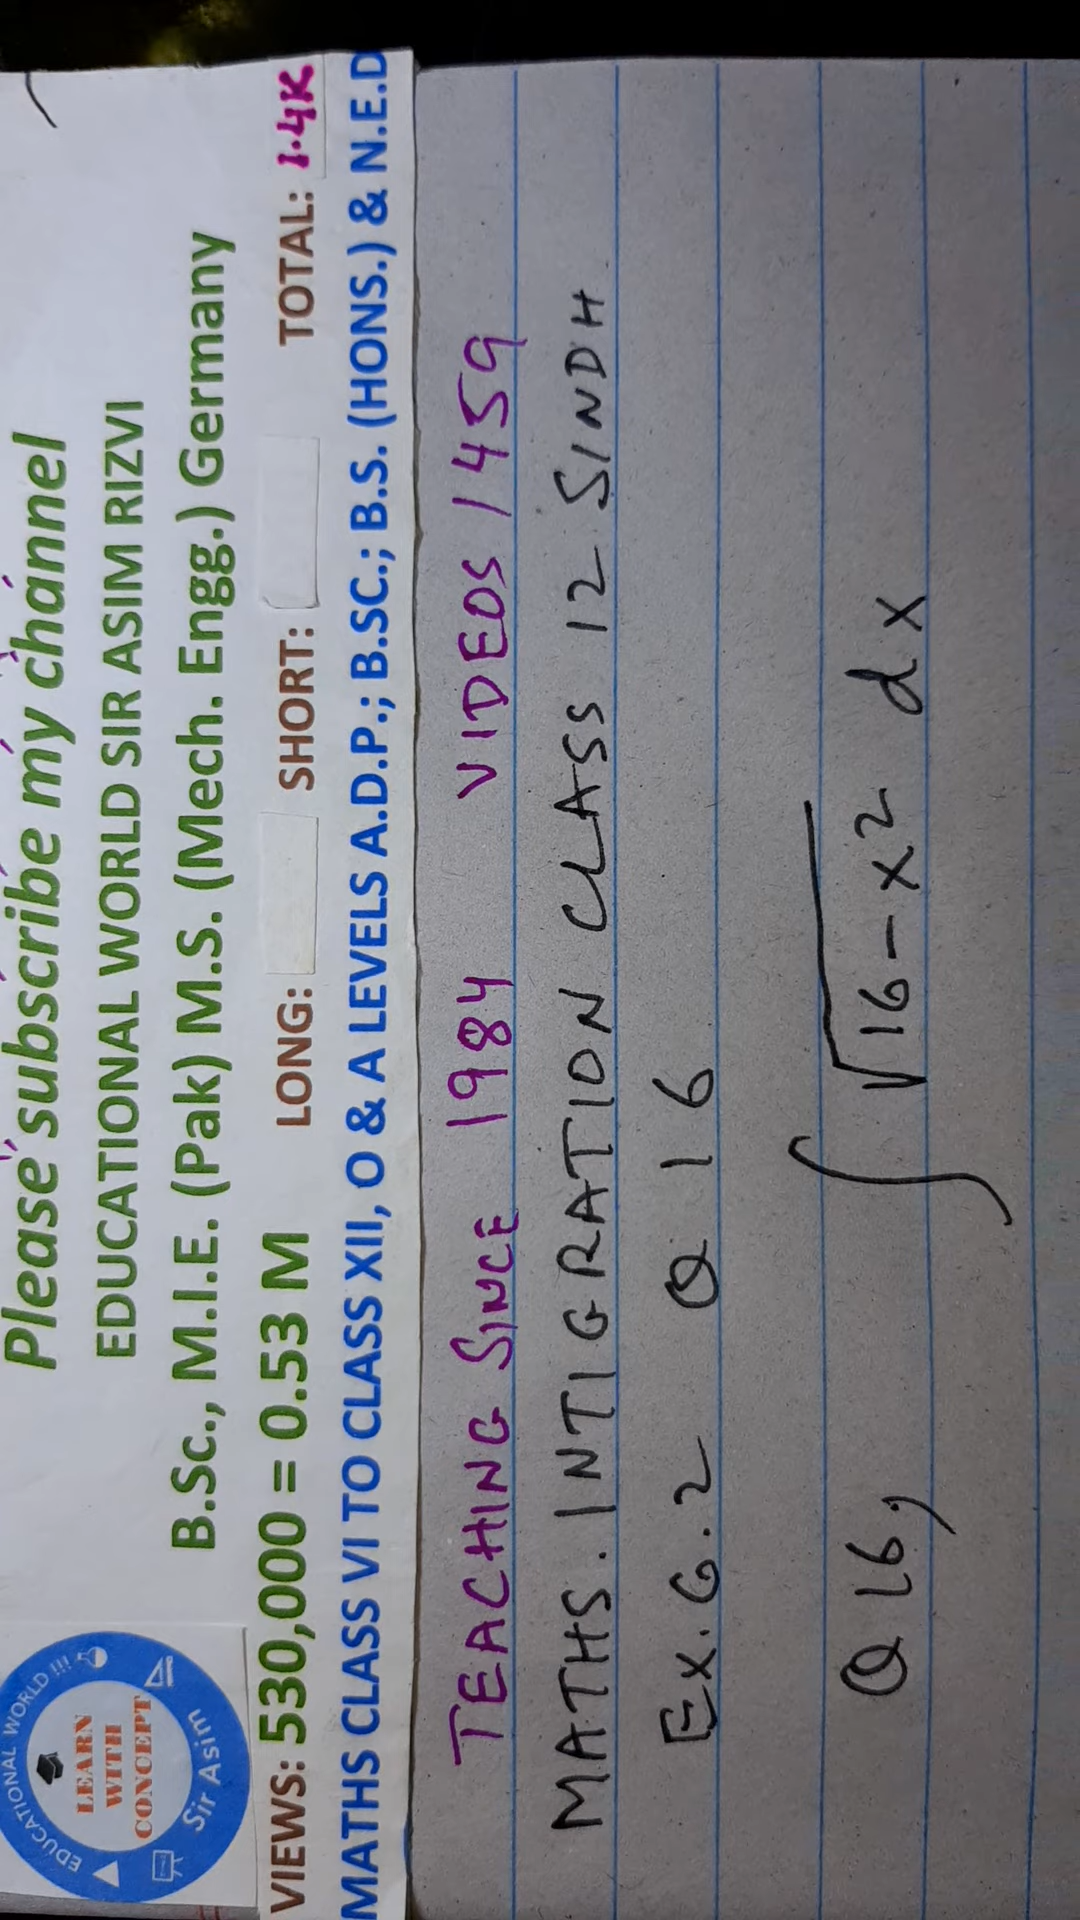 Please subscribe my channel
EDUCATIONAL WORLD SIR ASIM RIZVI
B.Sc., M.I.E. (Pak) M.S. (Mech. Engg.) Germany
VIEWS: 530,000 = 0.53 M LONG: SHORT: TOTAL: 1.4K
MATHS CLASS VI TO CLASS XII, O & A LEVELS A.D.P.; B.SC.; B.S. (HONS.) & N.E.D
EDUCATIONAL WORLD !!!
LEARN
WITH
CONCEPT
Sir Asim
TEACHING SINCE 1984 VIDEOS 1459
MATHS. INTIGRATION CLASS 12 SINDH
Ex. 6.2 Q 16
Q 16, ∫ √16-x2 dx